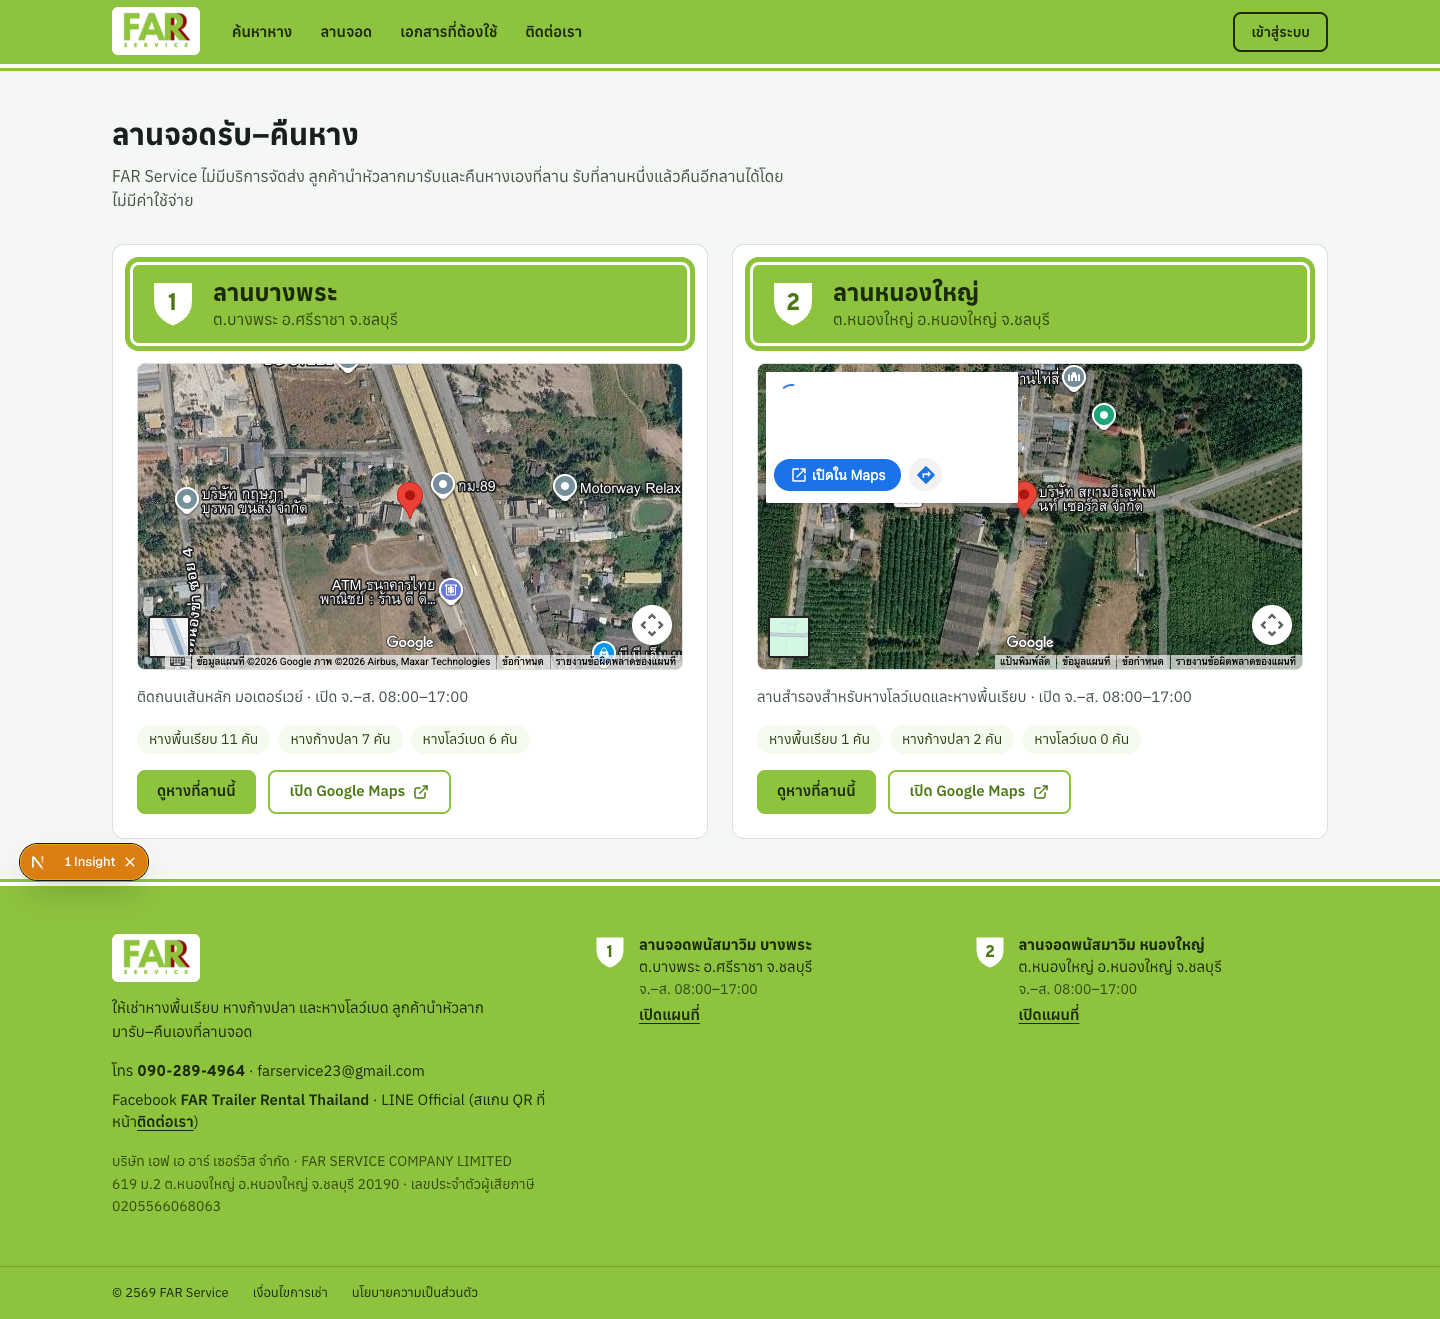 FAR
SERVICE
ค้นหาหาง
ลานจอด
เอกสารที่ต้องใช้
ติดต่อเรา
เข้าสู่ระบบ
ลานจอดรับ–คืนหาง
FAR Service ไม่มีบริการจัดส่ง ลูกค้านำหัวลากมารับและคืนหางเองที่ลาน รับที่ลานหนึ่งแล้วคืนอีกลานได้โดย
ไม่มีค่าใช้จ่าย
1
ลานบางพระ
ต.บางพระ อ.ศรีราชา จ.ชลบุรี
บริษัท กฤษฎา
บูรพา ขนส่ง จำกัด
กม.89
Motorway Relax
ATM ธนาคารไทย
พาณิชย์ : ร้าน ดี ดี...
Google
ข้อมูลแผนที่ ©2026 Google ภาพ ©2026 Airbus, Maxar Technologies
ข้อกำหนด
รายงานข้อผิดพลาดของแผนที่
ติดถนนเส้นหลัก มอเตอร์เวย์ · เปิด จ.–ส. 08:00–17:00
หางพื้นเรียบ 11 คัน
หางก้างปลา 7 คัน
หางโลว์เบด 6 คัน
ดูหางที่ลานนี้
เปิด Google Maps
2
ลานหนองใหญ่
ต.หนองใหญ่ อ.หนองใหญ่ จ.ชลบุรี
เปิดใน Maps
บริษัท สยามอีเลฟเฟ
นท์ เซอร์วิส จำกัด
Google
แป้นพิมพ์ลัด
ข้อมูลแผนที่
ข้อกำหนด
รายงานข้อผิดพลาดของแผนที่
ลานสำรองสำหรับหางโลว์เบดและหางพื้นเรียบ · เปิด จ.–ส. 08:00–17:00
หางพื้นเรียบ 1 คัน
หางก้างปลา 2 คัน
หางโลว์เบด 0 คัน
ดูหางที่ลานนี้
เปิด Google Maps
1 Insight
FAR
SERVICE
ให้เช่าหางพื้นเรียบ หางก้างปลา และหางโลว์เบด ลูกค้านำหัวลาก
มารับ–คืนเองที่ลานจอด
โทร 090-289-4964 · farservice23@gmail.com
Facebook FAR Trailer Rental Thailand · LINE Official (สแกน QR ที่
หน้าติดต่อเรา)
บริษัท เอฟ เอ อาร์ เซอร์วิส จำกัด · FAR SERVICE COMPANY LIMITED
619 ม.2 ต.หนองใหญ่ อ.หนองใหญ่ จ.ชลบุรี 20190 · เลขประจำตัวผู้เสียภาษี
0205566068063
1
ลานจอดพนัสมาวิม บางพระ
ต.บางพระ อ.ศรีราชา จ.ชลบุรี
จ.–ส. 08:00–17:00
เปิดแผนที่
2
ลานจอดพนัสมาวิม หนองใหญ่
ต.หนองใหญ่ อ.หนองใหญ่ จ.ชลบุรี
จ.–ส. 08:00–17:00
เปิดแผนที่
© 2569 FAR Service
เงื่อนไขการเช่า
นโยบายความเป็นส่วนตัว